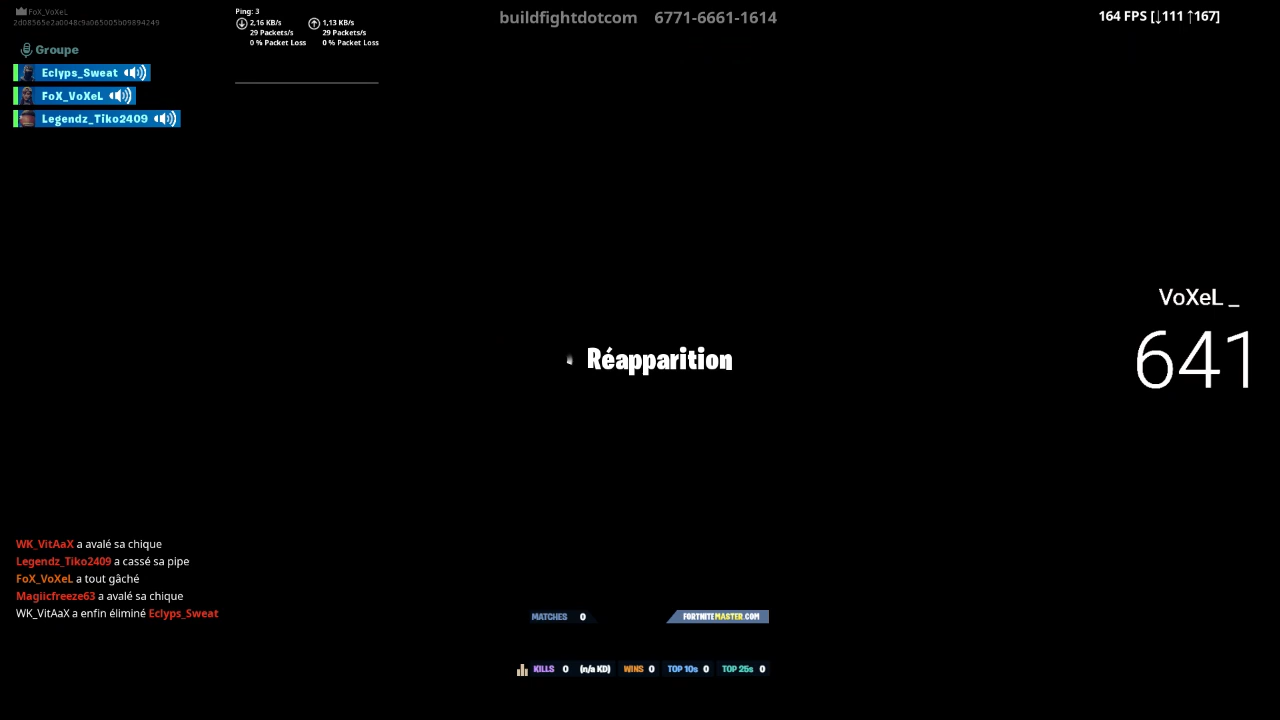 FoX_VoXeL
2d08565e2a0048c9a065005b09894249
Groupe
Eclyps_Sweat
FoX_VoXeL
Legendz_Tiko2409
Ping: 3
2,16 KB/s 1,13 KB/s
29 Packets/s 29 Packets/s
0 % Packet Loss 0 % Packet Loss
buildfightdotcom 6771-6661-1614
164 FPS [↓111 ↑167]
VoXeL _
641
Réapparition
WK_VitAaX a avalé sa chique
Legendz_Tiko2409 a cassé sa pipe
FoX_VoXeL a tout gâché
Magiicfreeze63 a avalé sa chique
WK_VitAaX a enfin éliminé Eclyps_Sweat
MATCHES 0 FORTNITEMASTER.COM
KILLS 0 (n/a KD) WINS 0 TOP 10s 0 TOP 25s 0